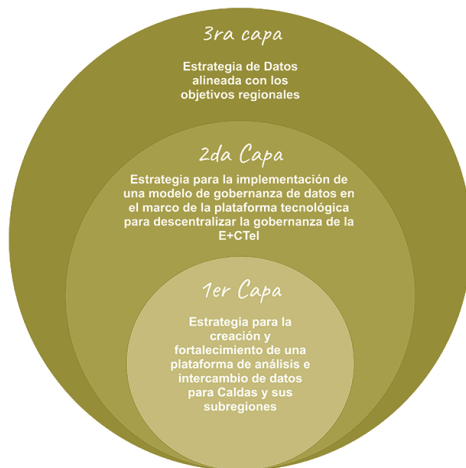 3ra capa
Estrategia de Datos
alineada con los
objetivos regionales
2da Capa
Estrategia para la implementación de
una modelo de gobernanza de datos en
el marco de la plataforma tecnológica
para descentralizar la gobernanza de la
E+CTeI
1er Capa
Estrategia para la
creación y
fortalecimiento de una
plataforma de análisis e
intercambio de datos
para Caldas y sus
subregiones